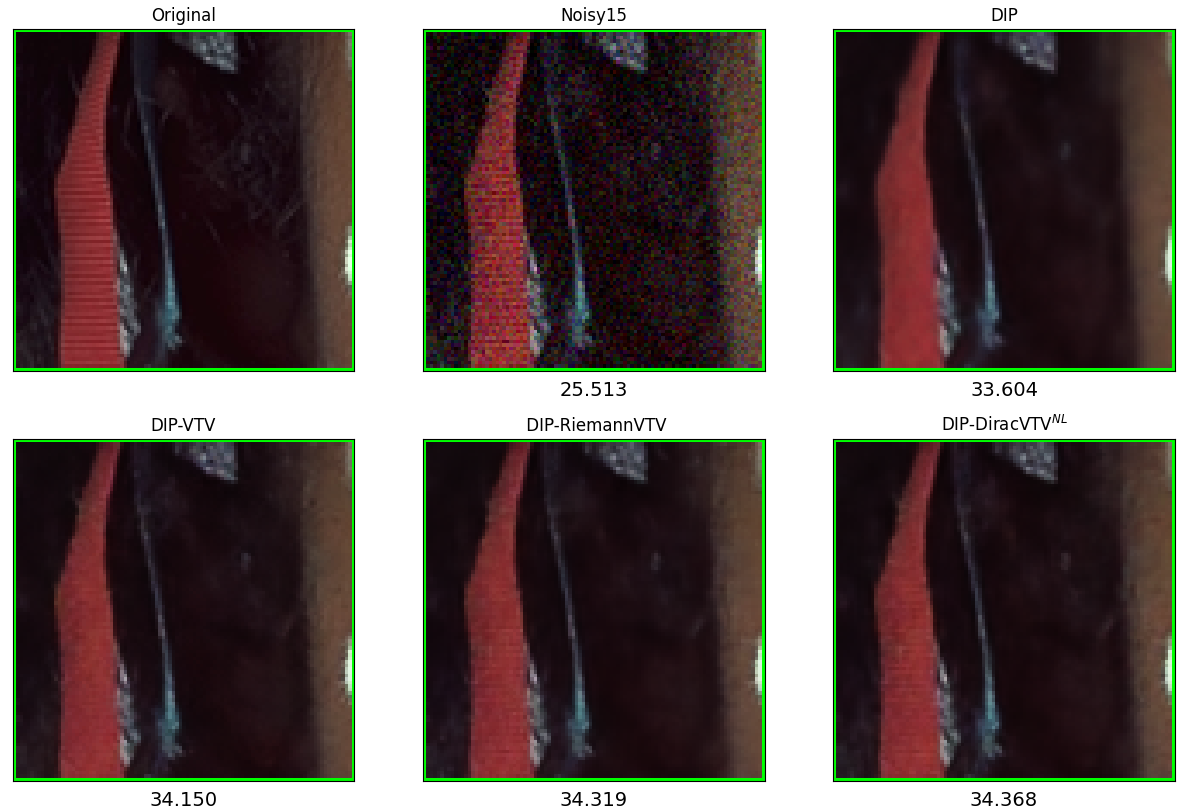 Original
Noisy15
DIP
25.513
33.604
DIP-VTV
DIP-RiemannVTV
DIP-DiracVTV^NL
34.150
34.319
34.368